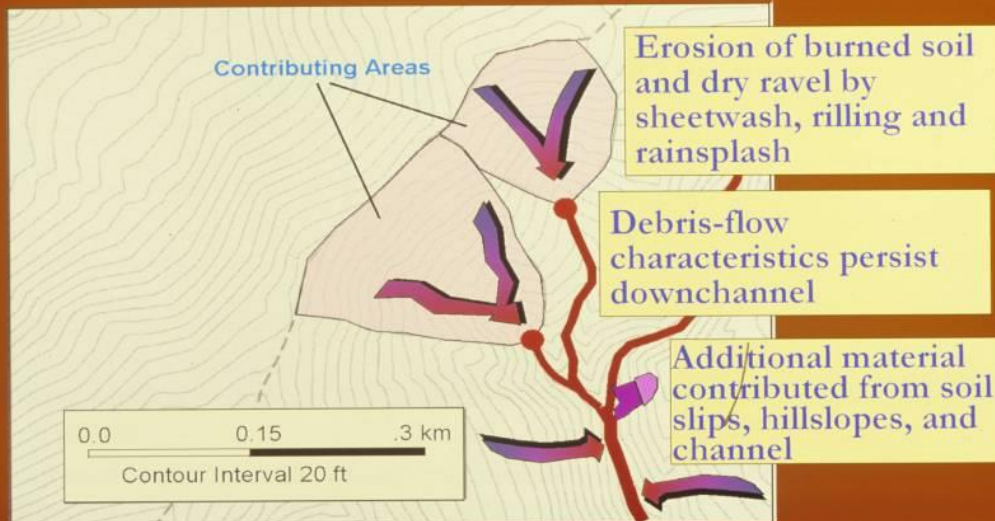 Contributing Areas
Erosion of burned soil
and dry ravel by
sheetwash, rilling and
rainsplash
Debris-flow
characteristics persist
downchannel
Additional material
contributed from soil
slips, hillslopes, and
channel
0.0 0.15 .3 km
Contour Interval 20 ft